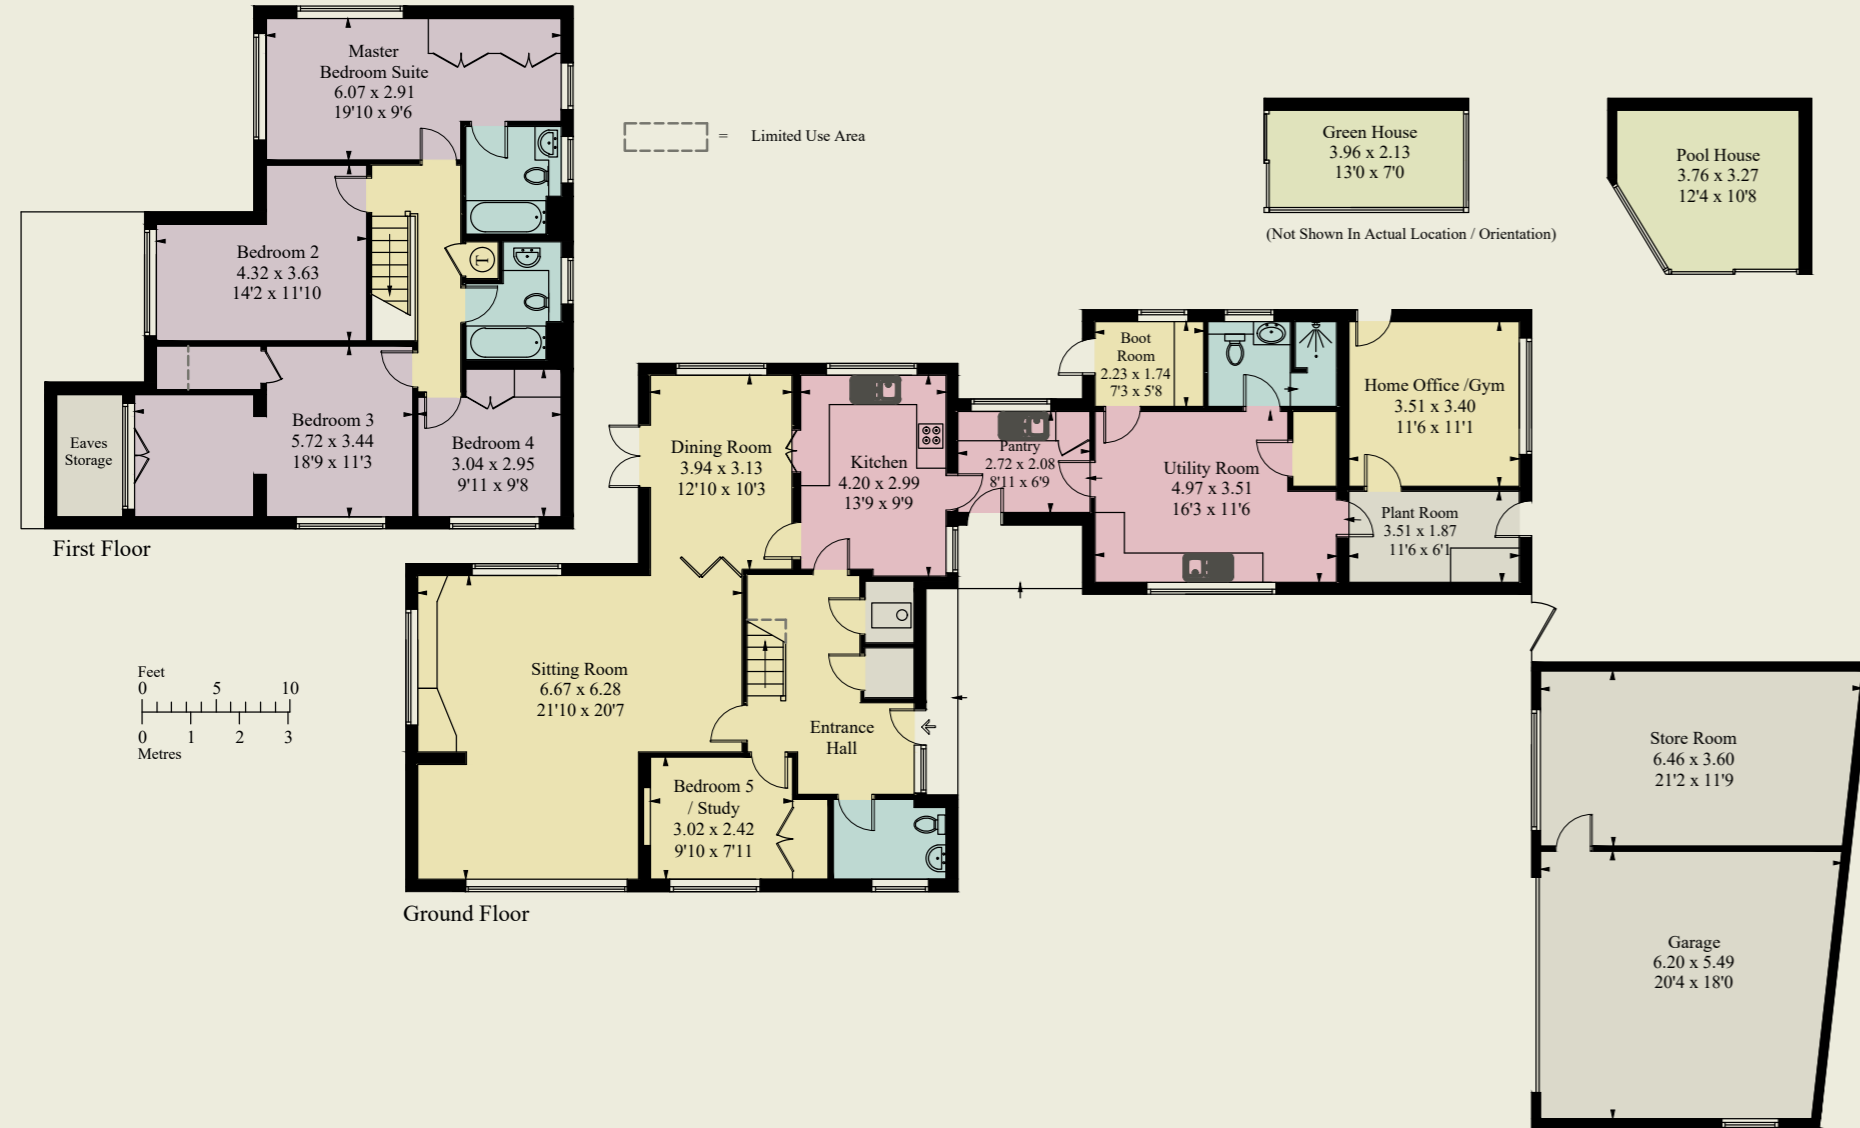 Master
Bedroom Suite
6.07 x 2.91
19'10 x 9'6
= Limited Use Area
Green House
3.96 x 2.13
13'0 x 7'0
(Not Shown In Actual Location / Orientation)
Pool House
3.76 x 3.27
12'4 x 10'8
Bedroom 2
4.32 x 3.63
14'2 x 11'10
T
Bedroom 3
5.72 x 3.44
18'9 x 11'3
Bedroom 4
3.04 x 2.95
9'11 x 9'8
Eaves
Storage
First Floor
Boot
Room
2.23 x 1.74
7'3 x 5'8
Home Office /Gym
3.51 x 3.40
11'6 x 11'1
Dining Room
3.94 x 3.13
12'10 x 10'3
Kitchen
4.20 x 2.99
13'9 x 9'9
Pantry
2.72 x 2.08
8'11 x 6'9
Utility Room
4.97 x 3.51
16'3 x 11'6
Plant Room
3.51 x 1.87
11'6 x 6'1
Feet
0 5 10
0 1 2 3
Metres
Sitting Room
6.67 x 6.28
21'10 x 20'7
Entrance
Hall
Bedroom 5
/ Study
3.02 x 2.42
9'10 x 7'11
Ground Floor
Store Room
6.46 x 3.60
21'2 x 11'9
Garage
6.20 x 5.49
20'4 x 18'0